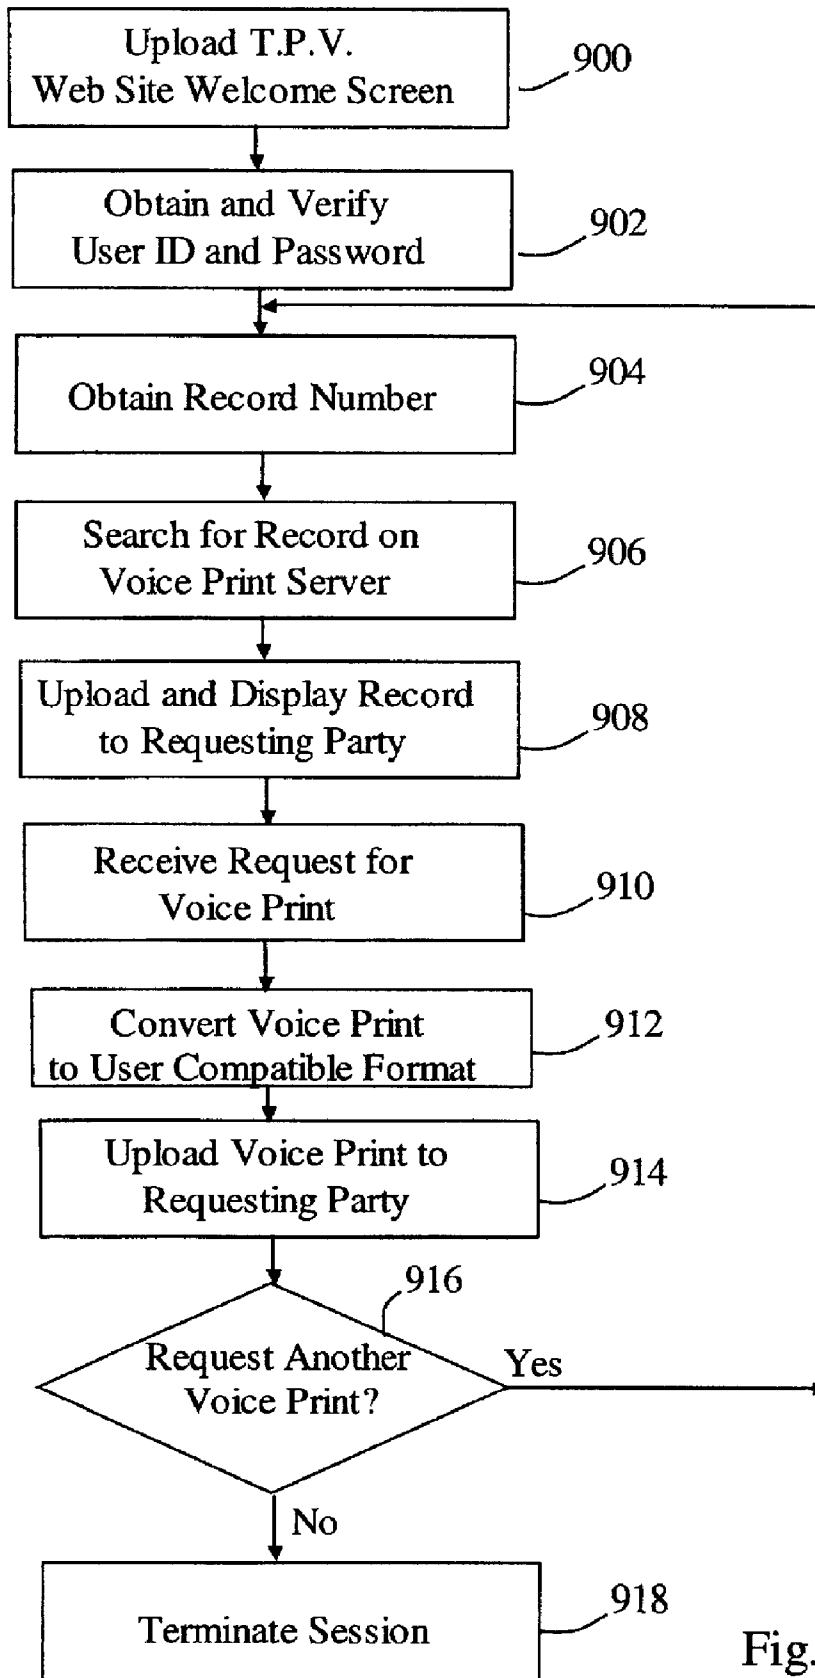 Upload T.P.V.
Web Site Welcome Screen
900
Obtain and Verify
User ID and Password
902
Obtain Record Number
904
Search for Record on
Voice Print Server
906
Upload and Display Record
to Requesting Party
908
Receive Request for
Voice Print
910
Convert Voice Print
to User Compatible Format
912
Upload Voice Print to
Requesting Party
914
916
Request Another
Voice Print?
Yes
No
Terminate Session
918
Fig.